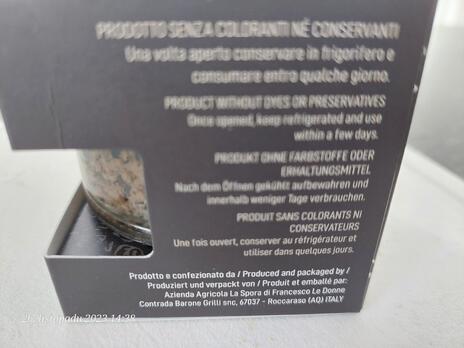 PRODOTTO SENZA COLORANTI NÉ CONSERVANTI
Una volta aperto conservare in frigorifero e
consumare entro qualche giorno.
PRODUCT WITHOUT DYES OR PRESERVATIVES
Once opened, keep refrigerated and use
within a few days.
PRODUKT OHNE FARBSTOFFE ODER
ERHALTUNGSMITTEL
Nach dem Öffnen gekühlt aufbewahren und
innerhalb weniger Tage verbrauchen.
PRODUIT SANS COLORANTS NI
CONSERVATEURS
Une fois ouvert, conserver au réfrigérateur et
utiliser dans quelques jours.
Prodotto e confezionato da / Produced and packaged by /
Produziert und verpackt von / Produit et emballé par:
Azienda Agricola La Spora di Francesco Le Donne
Contrada Barone Grilli snc, 67037 - Roccaraso (AQ) ITALY
listopadu 2023 14:38